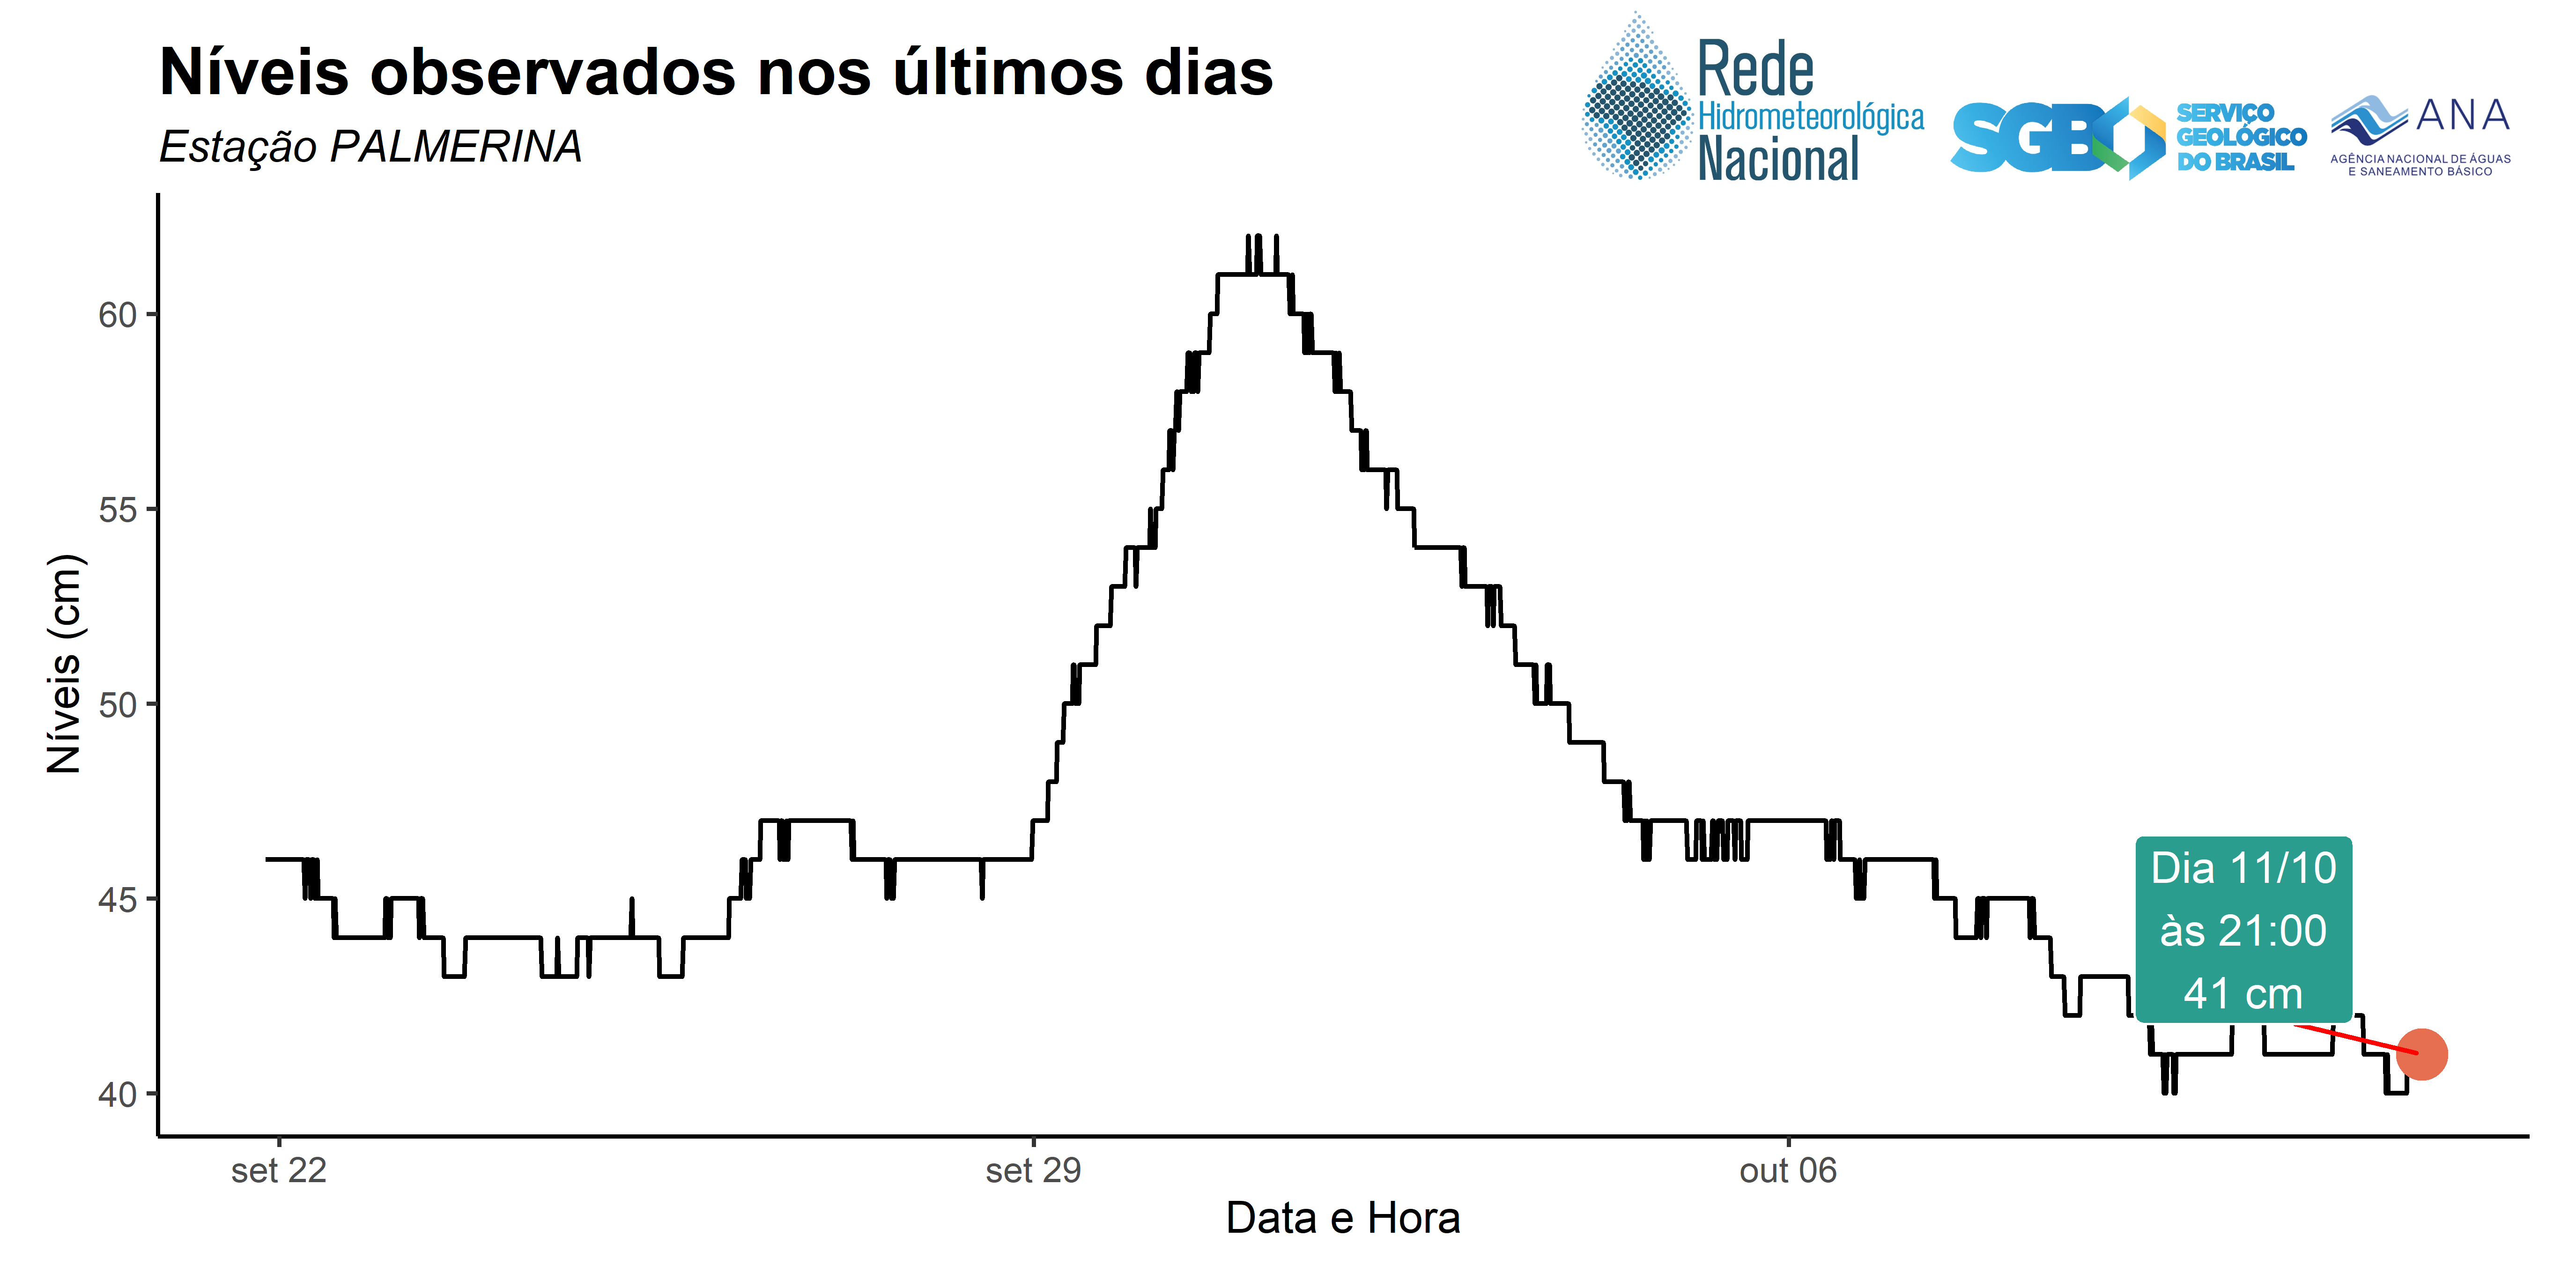 Níveis observados nos últimos dias
Estação PALMERINA
Rede
Hidrometeorológica
Nacional
SGB
SERVIÇO
GEOLÓGICO
DO BRASIL
ANA
AGÊNCIA NACIONAL DE ÁGUAS
E SANEAMENTO BÁSICO
Níveis (cm)
60
55
50
45
40
Dia 11/10
às 21:00
41 cm
set 22
set 29
out 06
Data e Hora